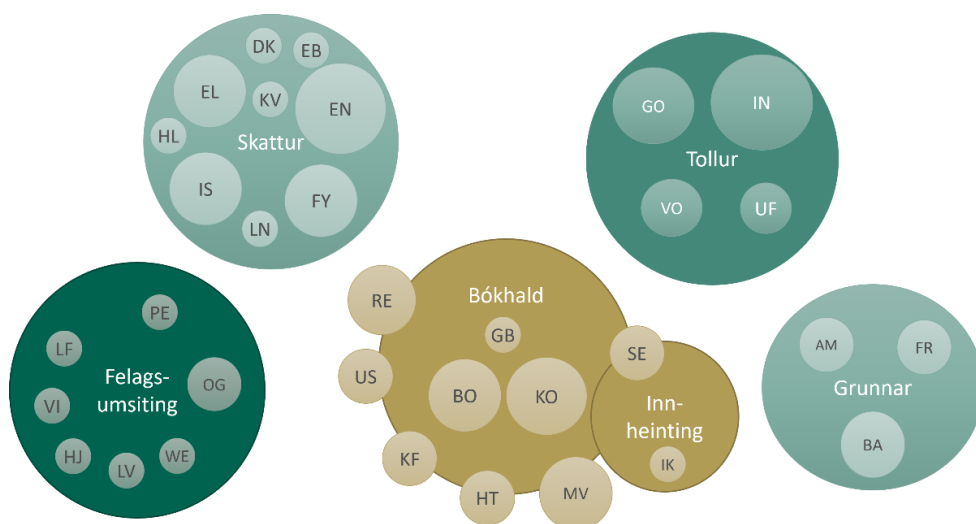 DK
EB
EL
KV
EN
HL
Skattur
IS
FY
LN
GO
IN
Tollur
VO
UF
PE
LF
Felags-
umsiting
OG
VI
HJ
LV
WE
RE
Bókhald
GB
SE
US
BO
KO
Inn-
heinting
KF
IK
HT
MV
AM
FR
Grunnar
BA